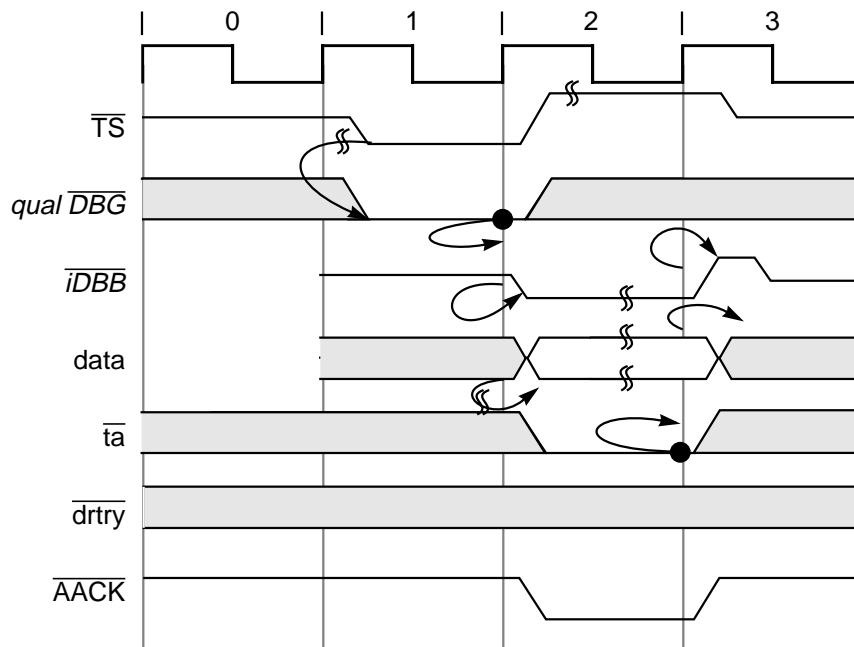 | 0 | 1 | 2 | 3
TS
qual DBG
iDBB
data
ta
drtry
AACK